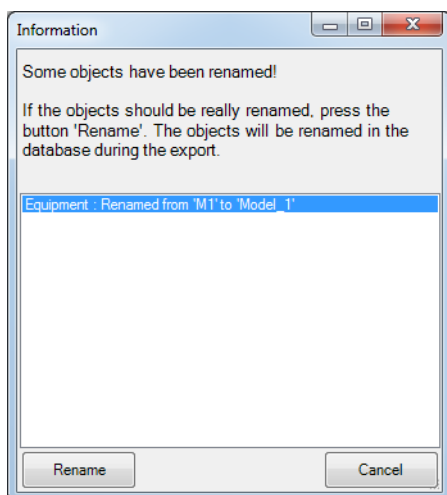 Information
Some objects have been renamed!
If the objects should be really renamed, press the
button 'Rename'. The objects will be renamed in the
database during the export.
Equipment : Renamed from 'M1' to 'Model_1'
Rename
Cancel